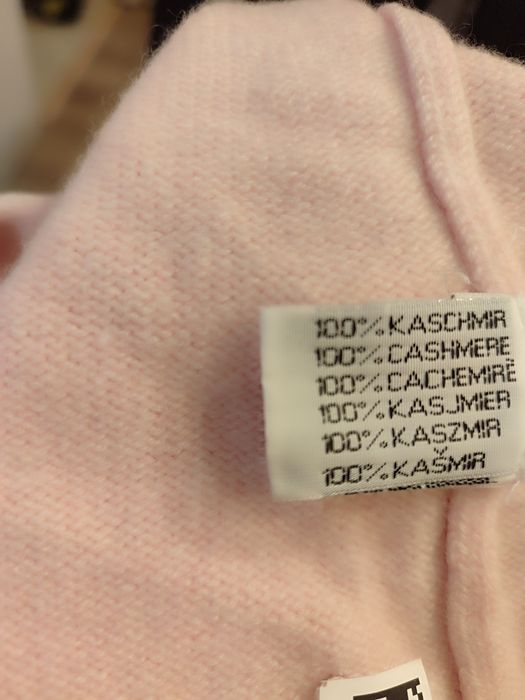 100% KASCHMIR
100% CASHMERE
100% CACHEMIRE
100% KASJMIER
100% KASZMIR
100% KAŠMIR